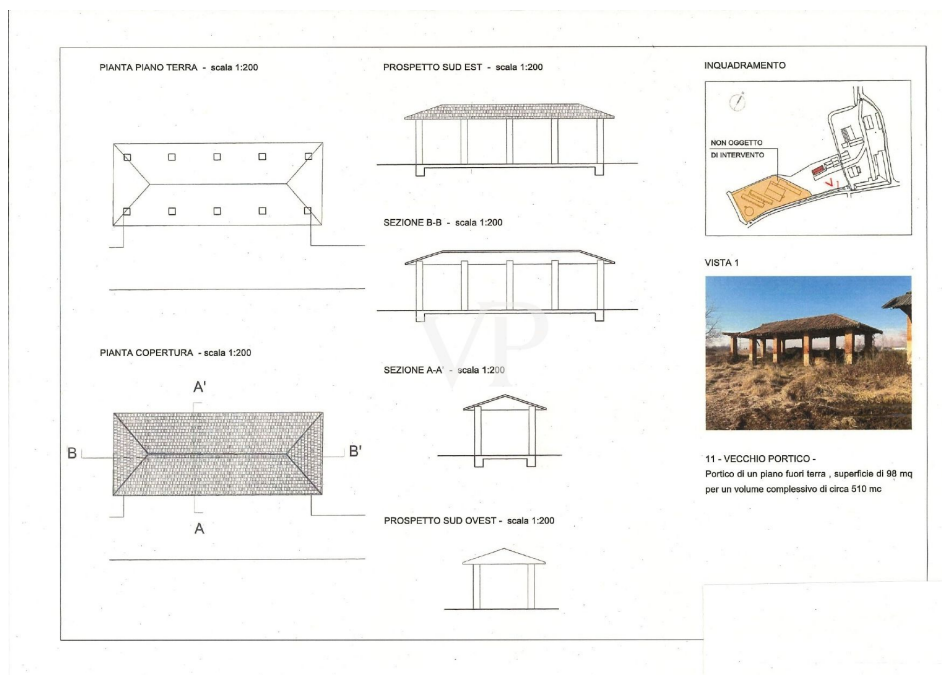 PIANTA PIANO TERRA - scala 1:200
PIANTA COPERTURA - scala 1:200
A'
B
B'
A
PROSPETTO SUD EST - scala 1:200
SEZIONE B-B - scala 1:200
SEZIONE A-A' - scala 1:200
PROSPETTO SUD OVEST - scala 1:200
VP
INQUADRAMENTO
NON OGGETTO
DI INTERVENTO
V1
VISTA 1
11 - VECCHIO PORTICO -
Portico di un piano fuori terra , superficie di 98 mq
per un volume complessivo di circa 510 mc